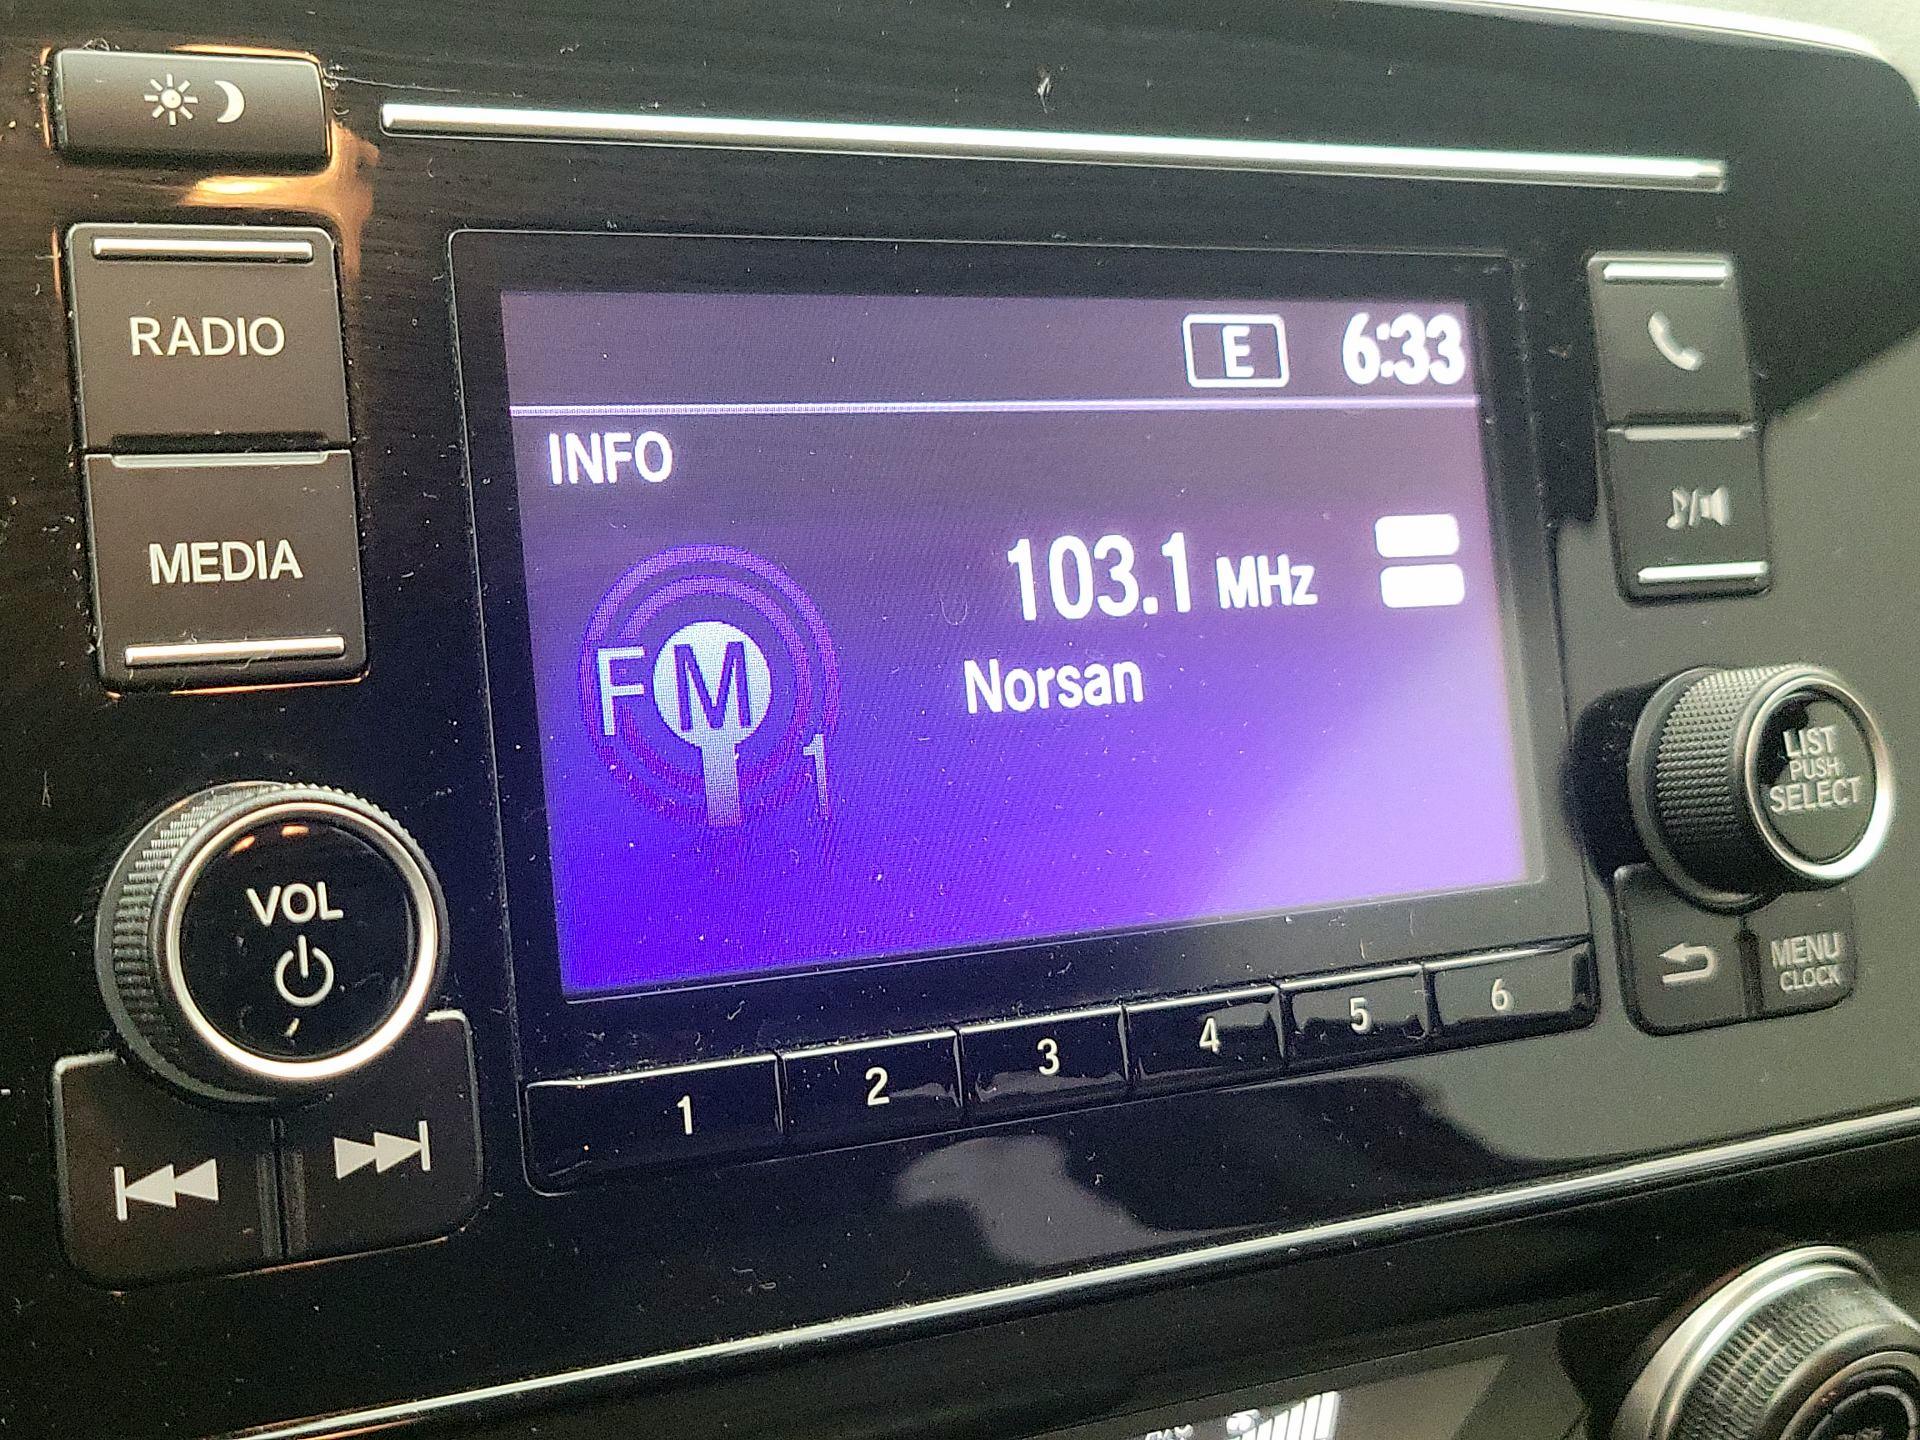 E 6:33
RADIO
INFO
MEDIA
103.1 MHz
FM
1
Norsan
LIST
PUSH
SELECT
VOL
MENU
CLOCK
1 2 3 4 5 6